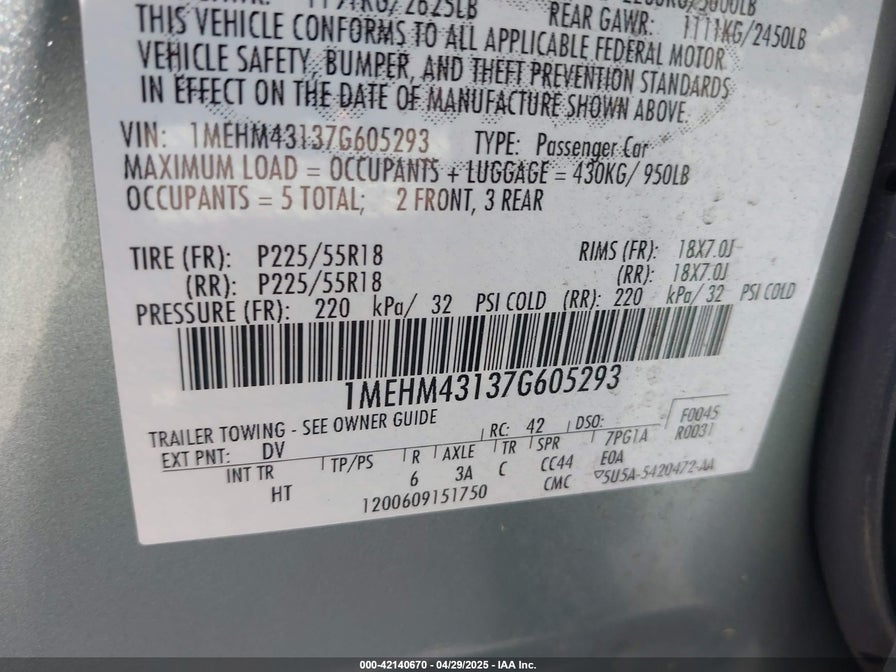 1191KG/2625LB
REAR GAWR: 1111KG/2450LB
THIS VEHICLE CONFORMS TO ALL APPLICABLE FEDERAL MOTOR
VEHICLE SAFETY, BUMPER, AND THEFT PREVENTION STANDARDS
IN EFFECT ON THE DATE OF MANUFACTURE SHOWN ABOVE.
VIN: 1MEHM43137G605293 TYPE: Passenger Car
MAXIMUM LOAD = OCCUPANTS + LUGGAGE = 430KG/ 950LB
OCCUPANTS = 5 TOTAL; 2 FRONT, 3 REAR
TIRE (FR): P225/55R18 RIMS (FR): 18X7.0J
(RR): P225/55R18 (RR): 18X7.0J
PRESSURE (FR): 220 kPa/ 32 PSI COLD (RR): 220 kPa/ 32 PSI COLD
1MEHM43137G605293
TRAILER TOWING - SEE OWNER GUIDE
EXT PNT: DV RC: 42 DSO: F0045
R0031
INT TR TP/PS R AXLE TR SPR 7PG1A
HT 6 3A C CC44 EOA
1200609151750 CMC 5U5A-5420472-AA
000-42140670 - 04/29/2025 - IAA Inc.